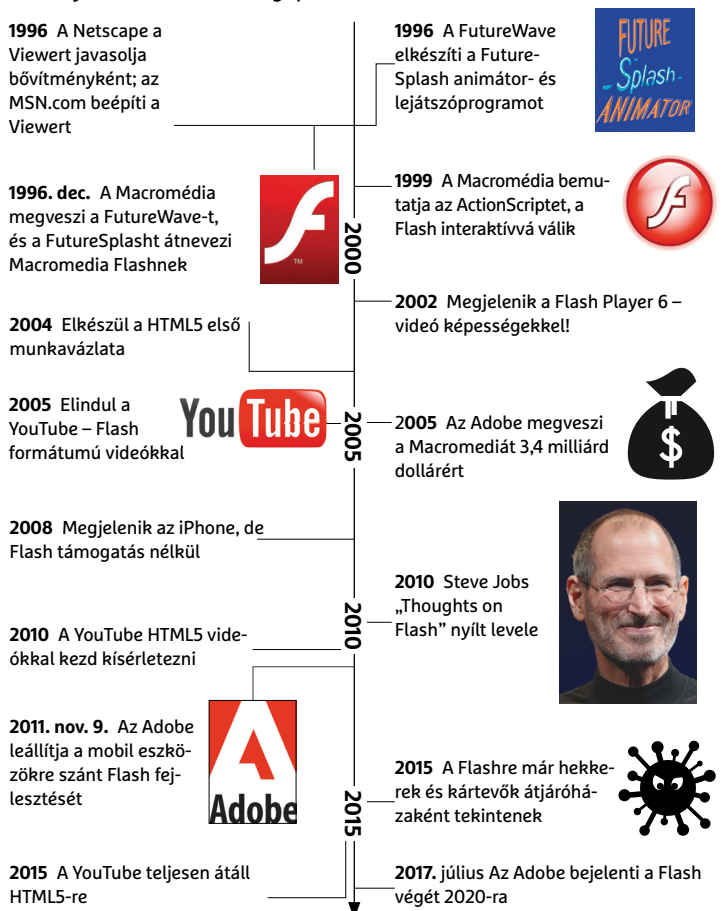 1996 A Netscape a
Viewert javasolja
bővítményként; az
MSN.com beépíti a
Viewert
1996 A FutureWave
elkészíti a Future-
Splash animátor- és
lejátszóprogramot
FUTURE
Splash
ANIMATOR
1996. dec. A Macromédia
megveszi a FutureWave-t,
és a FutureSplasht átnevezi
Macromedia Flashnek
TM
1999 A Macromédia bemu-
tatja az ActionScriptet, a
Flash interaktívvá válik
2000
2002 Megjelenik a Flash Player 6 –
videó képességekkel!
2004 Elkészül a HTML5 első
munkavázlata
2005 Elindul a
YouTube – Flash
formátumú videókkal
You Tube
2005
2005 Az Adobe megveszi
a Macromediát 3,4 milliárd
dollárért
$
2008 Megjelenik az iPhone, de
Flash támogatás nélkül
2010 Steve Jobs
„Thoughts on
Flash” nyílt levele
2010
2010 A YouTube HTML5 vide-
ókkal kezd kísérletezni
2011. nov. 9. Az Adobe
leállítja a mobil eszkö-
zökre szánt Flash fej-
lesztését
Adobe
2015 A Flashre már hekke-
rek és kártevők átjáróhá-
zaként tekintenek
2015
2015 A YouTube teljesen átáll
HTML5-re
2017. július Az Adobe bejelenti a Flash
végét 2020-ra